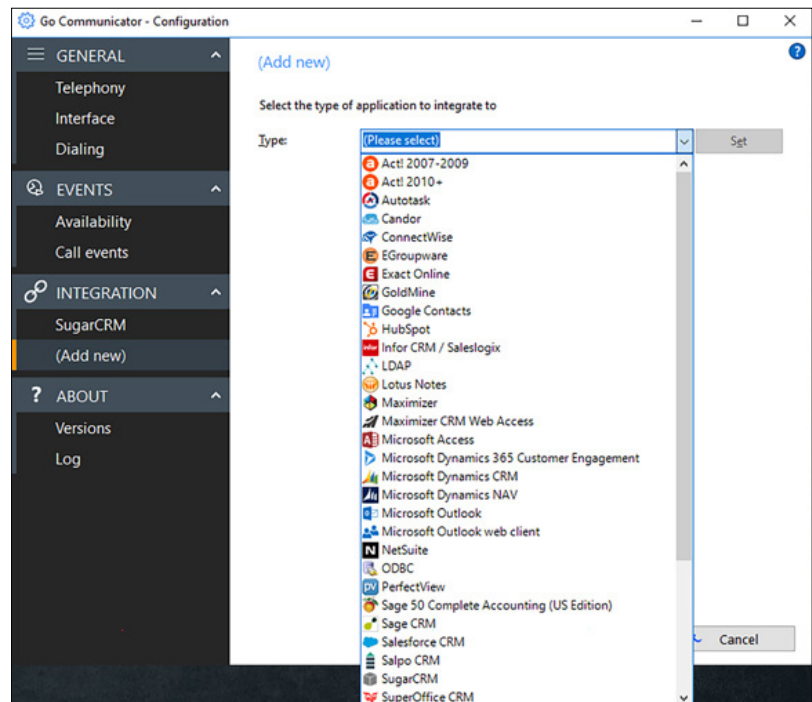 Go Communicator - Configuration
GENERAL
Telephony
Interface
Dialing
EVENTS
Availability
Call events
INTEGRATION
SugarCRM
(Add new)
? ABOUT
Versions
Log
(Add new)
?
Select the type of application to integrate to
Type: (Please select) Set
a Act! 2007-2009
a Act! 2010+
Autotask
Candor
ConnectWise
E EGroupware
E Exact Online
GoldMine
Google Contacts
HubSpot
infor Infor CRM / Saleslogix
LDAP
Lotus Notes
Maximizer
Maximizer CRM Web Access
A Microsoft Access
Microsoft Dynamics 365 Customer Engagement
Microsoft Dynamics CRM
Microsoft Dynamics NAV
Microsoft Outlook
Microsoft Outlook web client
N NetSuite
ODBC
pv PerfectView
Sage 50 Complete Accounting (US Edition)
Sage CRM
Salesforce CRM
Salpo CRM
SugarCRM
SuperOffice CRM
Cancel